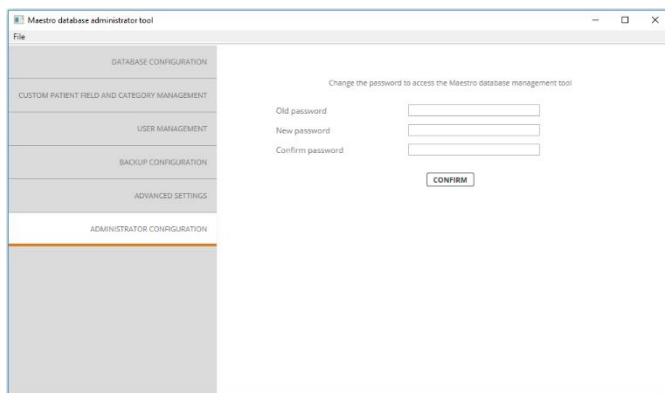 Maestro database administrator tool
File
DATABASE CONFIGURATION
CUSTOM PATIENT FIELD AND CATEGORY MANAGEMENT
USER MANAGEMENT
BACKUP CONFIGURATION
ADVANCED SETTINGS
ADMINISTRATOR CONFIGURATION
Change the password to access the Maestro database management tool
Old password
New password
Confirm password
CONFIRM